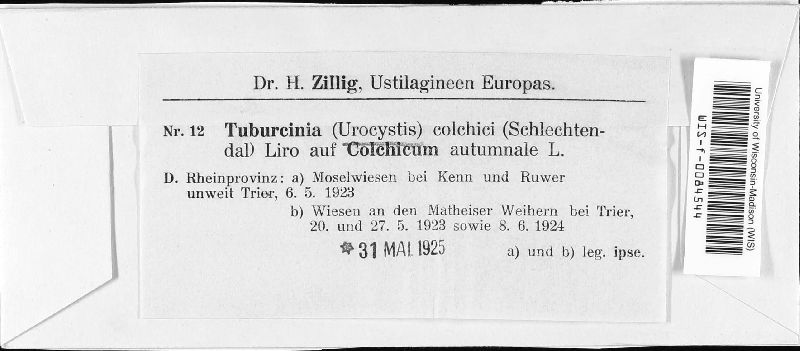 Dr. H. Zillig, Ustilagineen Europas.
Nr. 12 Tuburcinia (Urocystis) colchici (Schlechten-
dal) Liro auf Colchicum autumnale L.
D. Rheinprovinz: a) Moselwiesen bei Kenn und Ruwer
unweit Trier, 6. 5. 1923
b) Wiesen an den Matheiser Weihern bei Trier,
20. und 27. 5. 1923 sowie 8. 6. 1924
* 31 MAI 1925
a) und b) leg. ipse.
University of Wisconsin-Madison (WIS)
WIS-f-0084544